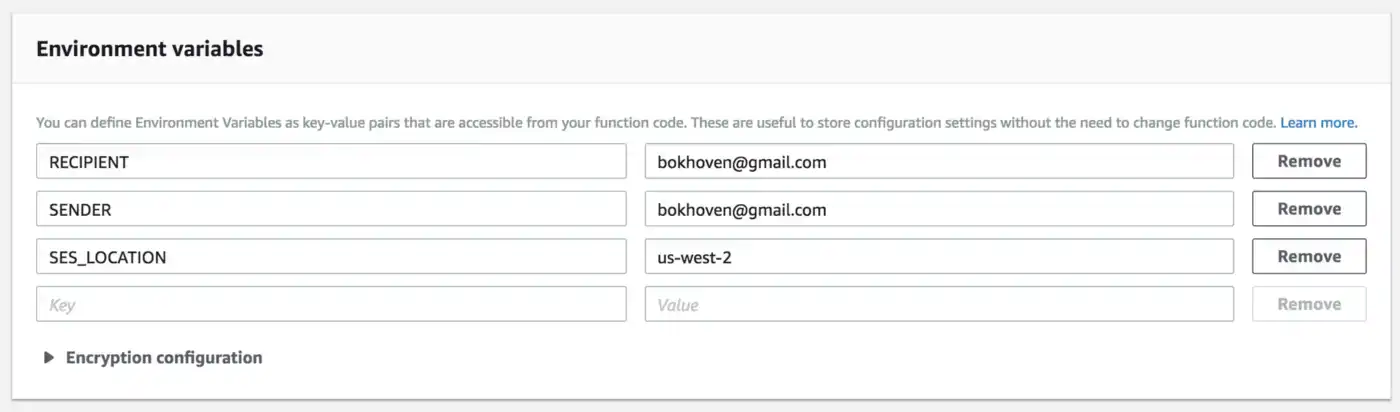 Environment variables
You can define Environment Variables as key-value pairs that are accessible from your function code. These are useful to store configuration settings without the need to change function code. Learn more.
RECIPIENT bokhoven@gmail.com Remove
SENDER bokhoven@gmail.com Remove
SES_LOCATION us-west-2 Remove
Key Value Remove
Encryption configuration